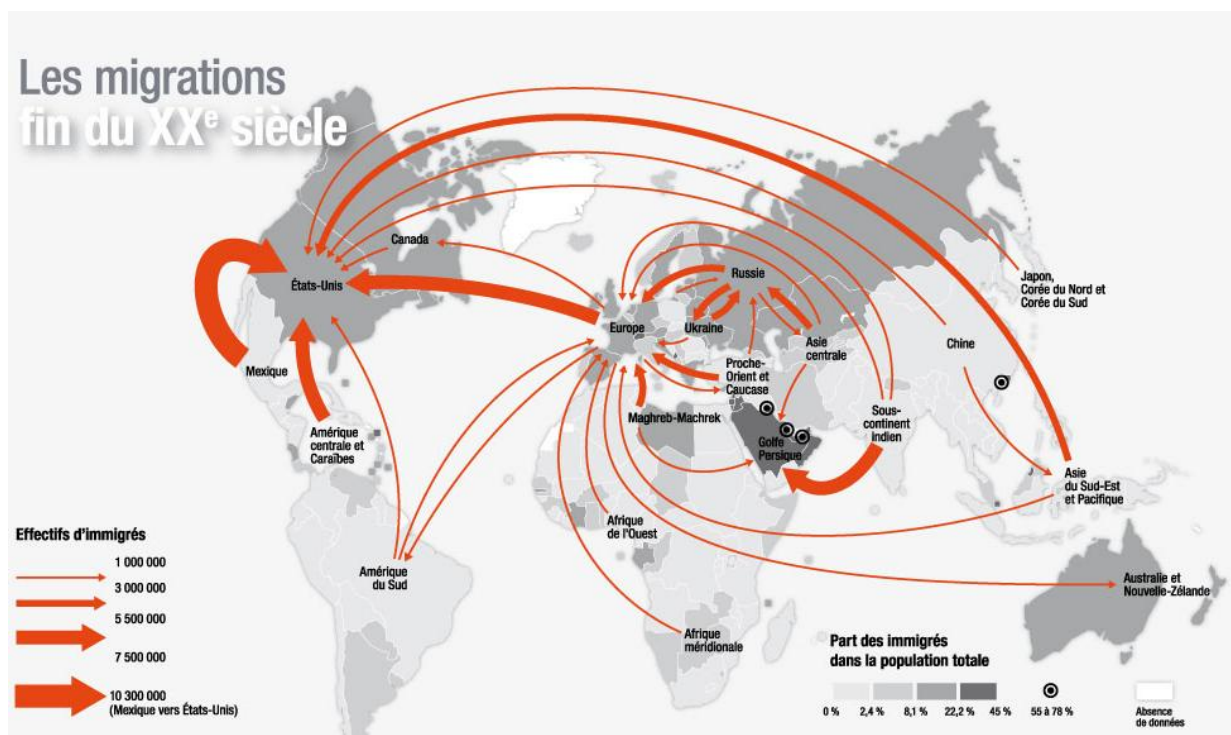 Les migrations
fin du XXe siècle
Canada
États-Unis
Mexique
Amérique
centrale et
Caraïbes
Amérique
du Sud
Europe
Russie
Ukraine
Proche-
Orient et
Caucase
Asie
centrale
Maghreb-Machrek
Golfe
Persique
Sous-
continent
indien
Chine
Japon,
Corée du Nord et
Corée du Sud
Asie
du Sud-Est
et Pacifique
Afrique
de l'Ouest
Afrique
méridionale
Australie et
Nouvelle-Zélande
Effectifs d'immigrés
1 000 000
3 000 000
5 500 000
7 500 000
10 300 000
(Mexique vers États-Unis)
Part des immigrés
dans la population totale
0 % 2,4 % 8,1 % 22,2 % 45 % 55 à 78 % Absence
de données